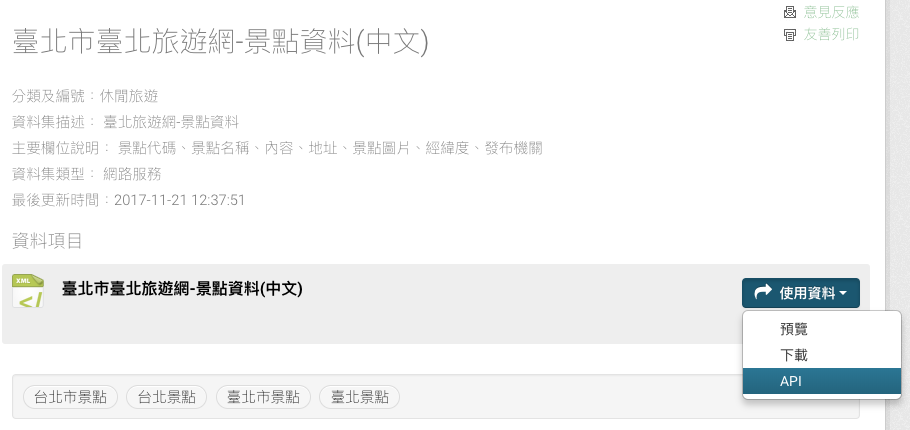 意見反應
友善列印
臺北市臺北旅遊網-景點資料(中文)
分類及編號：休閒旅遊
資料集描述： 臺北旅遊網-景點資料
主要欄位說明： 景點代碼、景點名稱、內容、地址、景點圖片、經緯度、發布機關
資料集類型： 網路服務
最後更新時間：2017-11-21 12:37:51
資料項目
XML
</
臺北市臺北旅遊網-景點資料(中文)
使用資料
預覽
下載
API
台北市景點
台北景點
臺北市景點
臺北景點